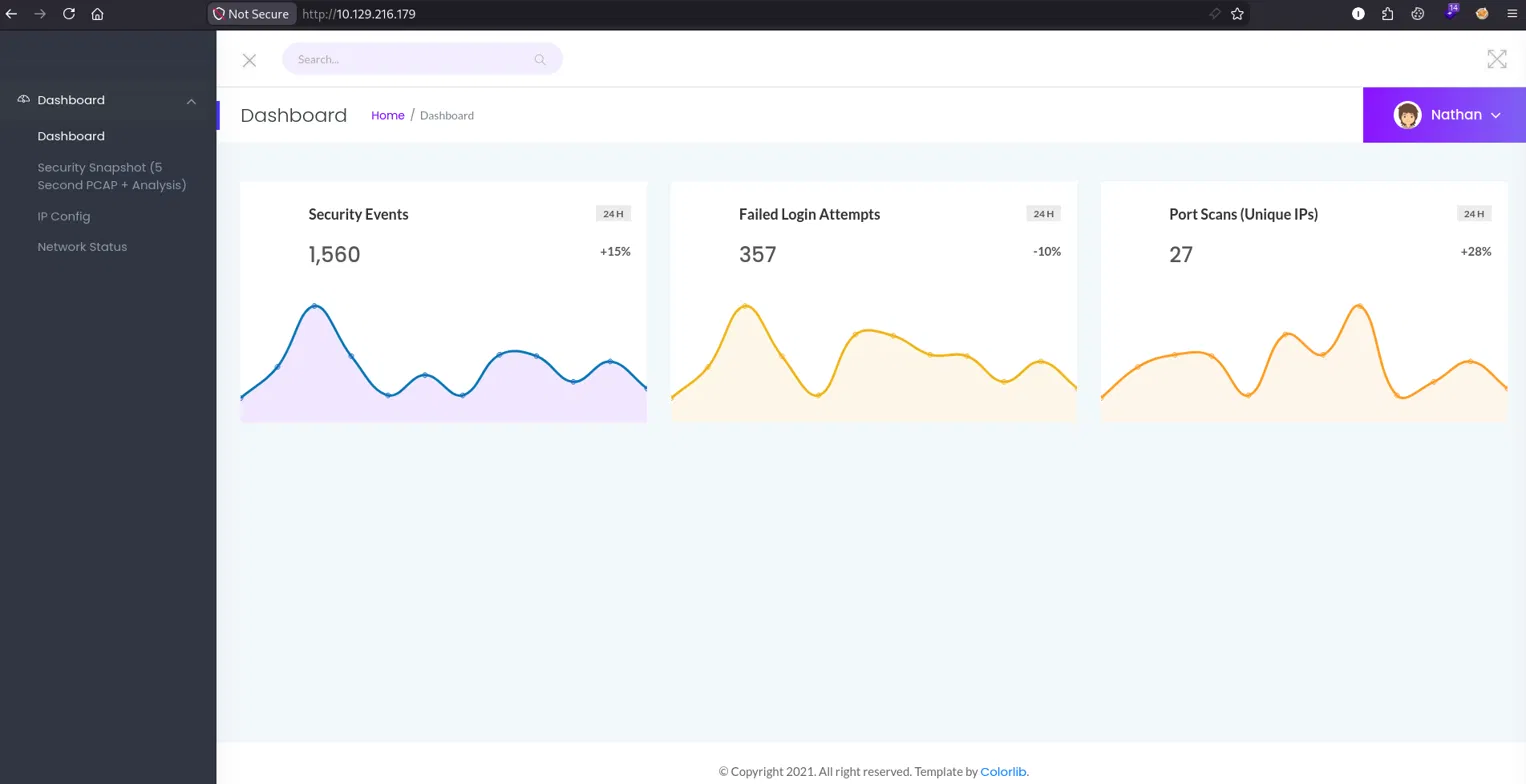 Not Secure http://10.129.216.179
14
Search...
Dashboard
Dashboard
Security Snapshot (5
Second PCAP + Analysis)
IP Config
Network Status
Dashboard Home / Dashboard
Nathan
Security Events 24 H
1,560 +15%
Failed Login Attempts 24 H
357 -10%
Port Scans (Unique IPs) 24 H
27 +28%
© Copyright 2021. All right reserved. Template by Colorlib.